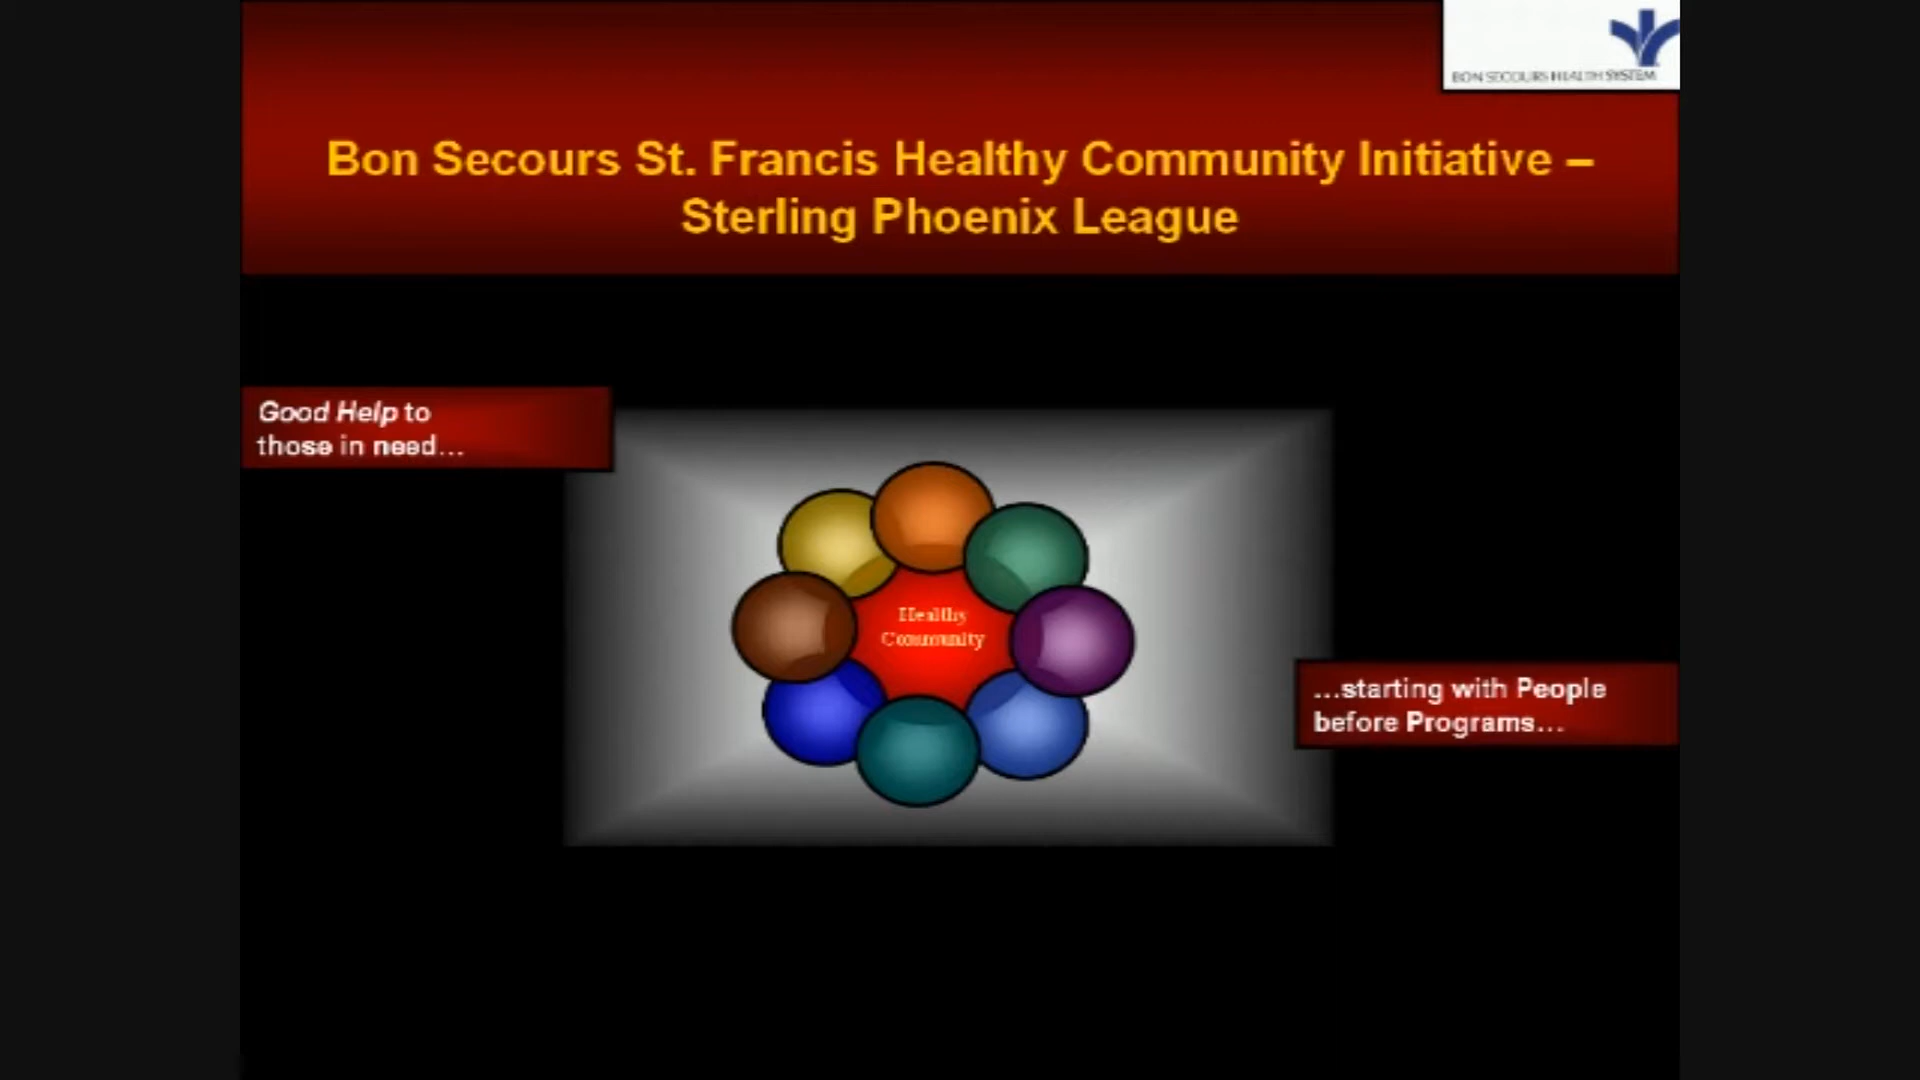 BON SECOURS HEALTH SYSTEM
Bon Secours St. Francis Healthy Community Initiative –
Sterling Phoenix League
Good Help to
those in need...
Healthy
Community
...starting with People
before Programs...